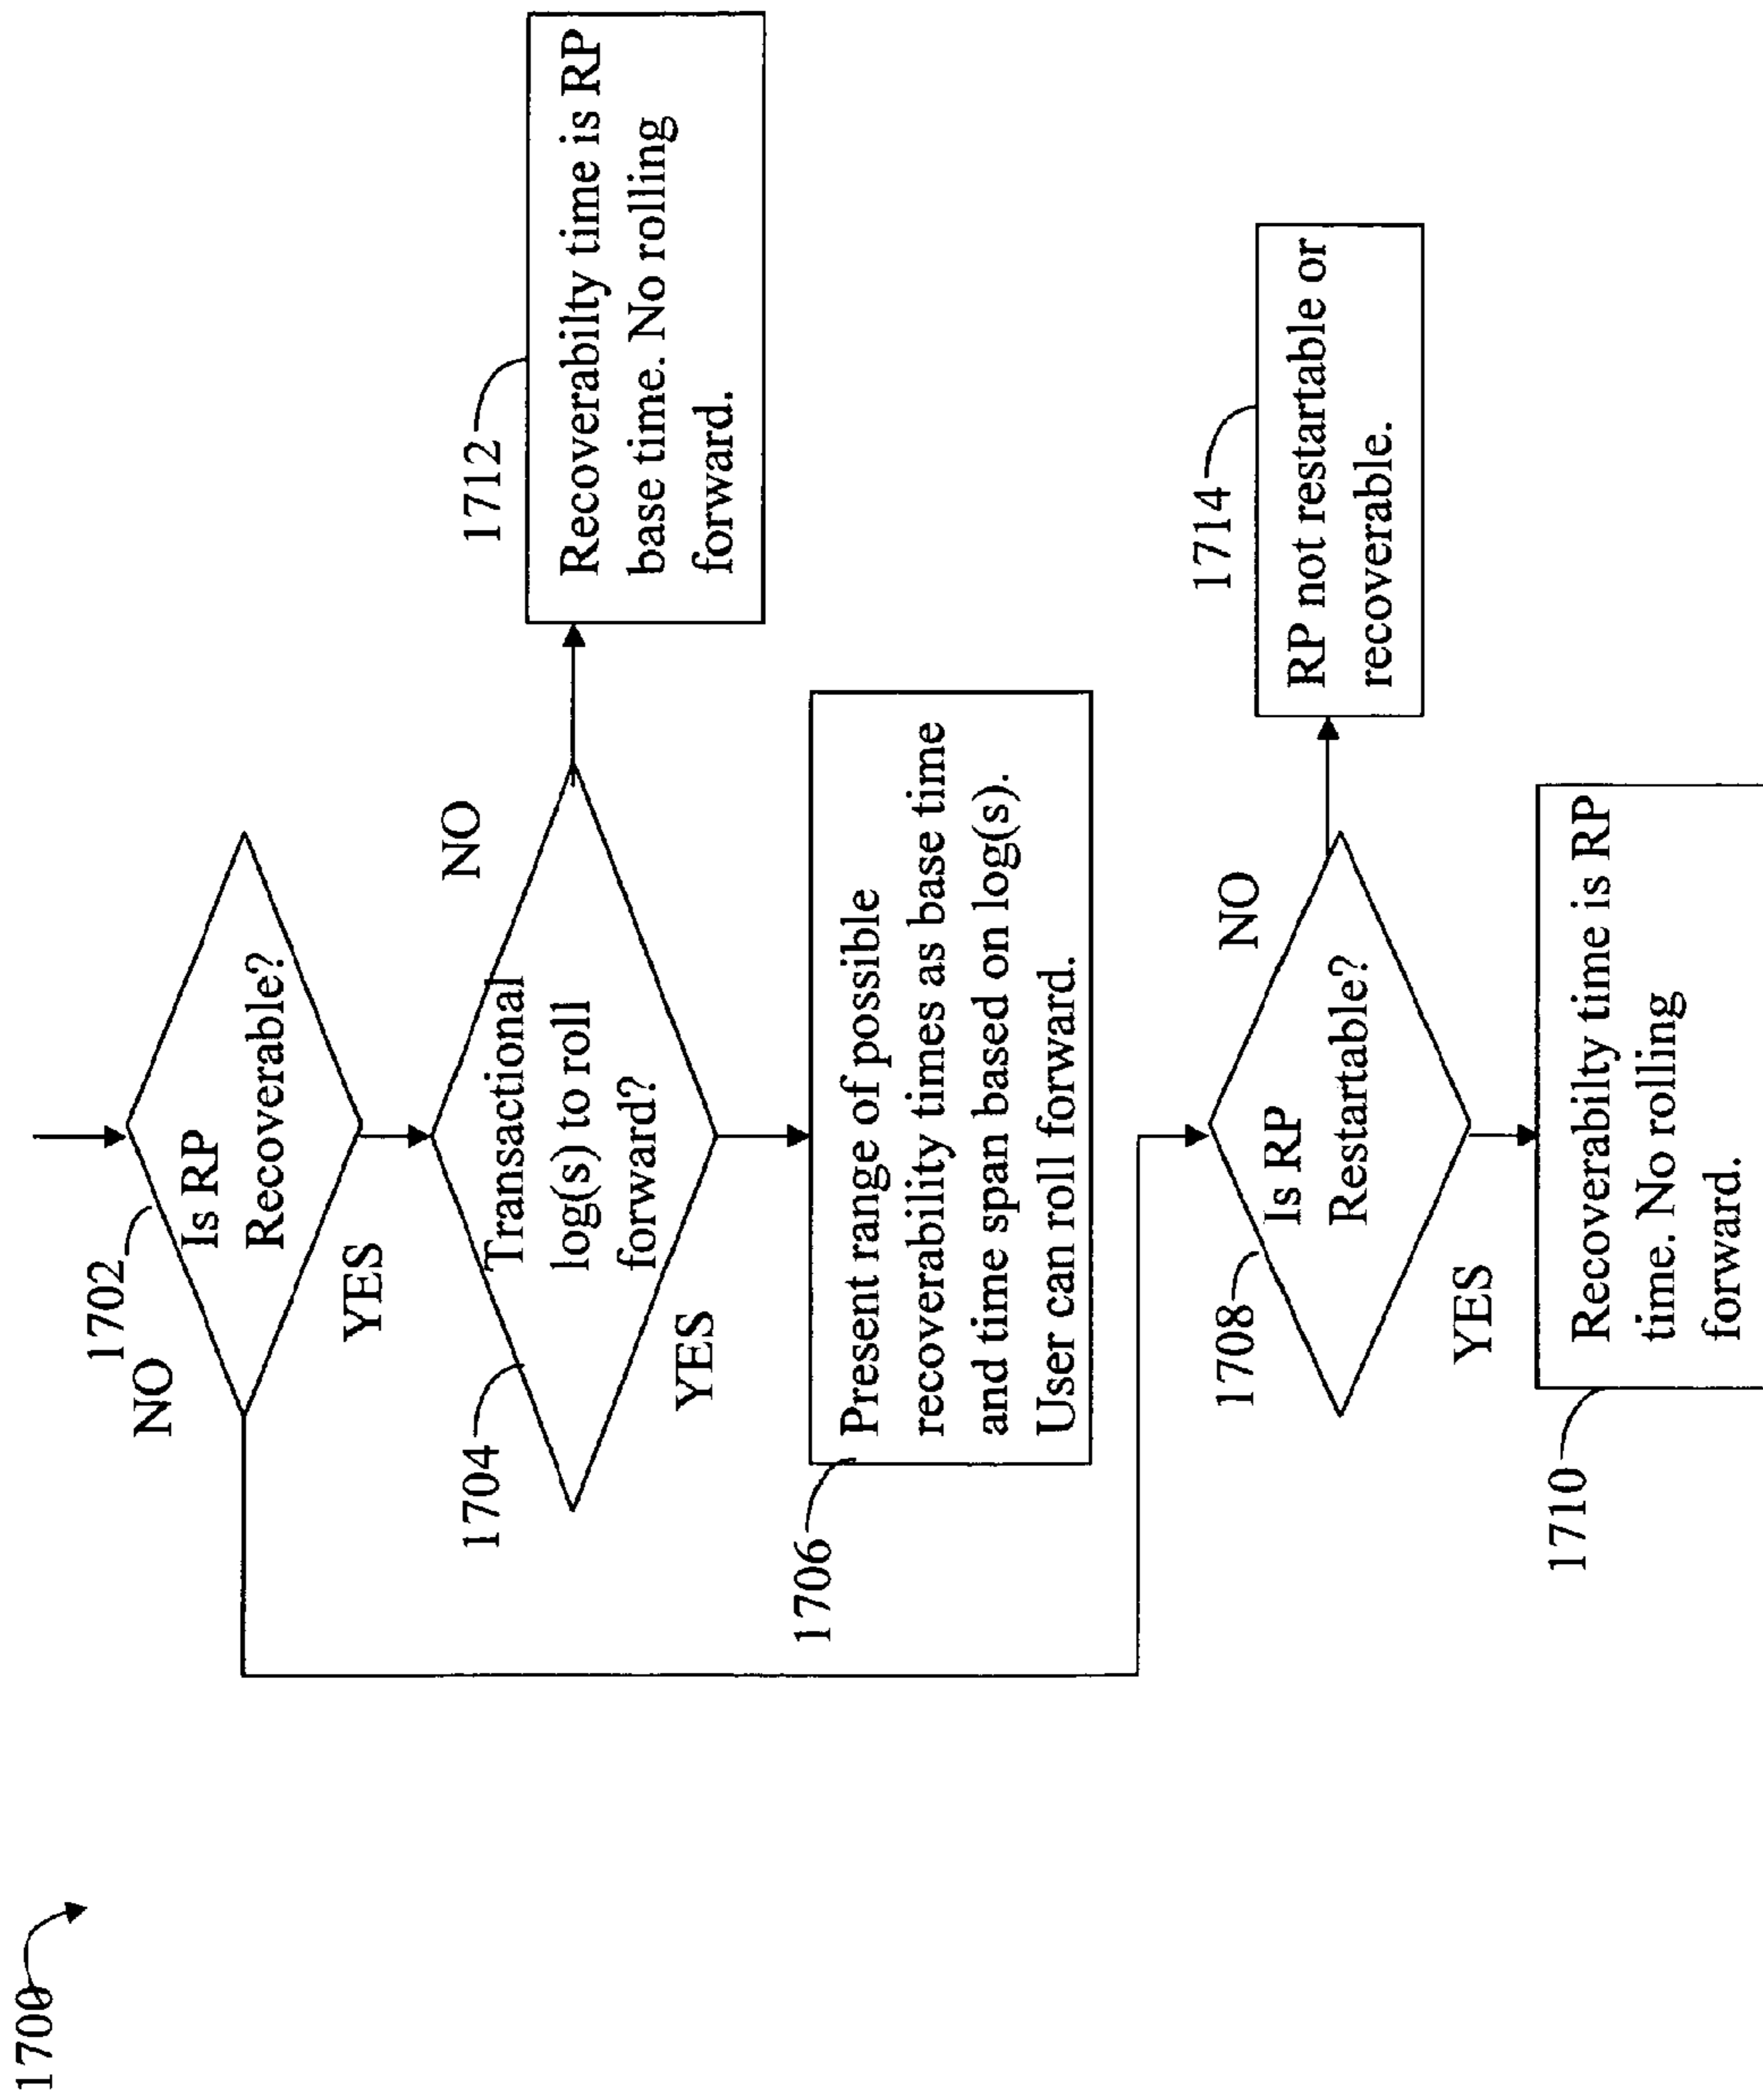 1700
1702
NO
Is RP
Recoverable?
YES
1704
Transactional
log(s) to roll
forward?
NO
YES
1712
Recoverabilty time is RP
base time. No rolling
forward.
1706
Present range of possible
recoverability times as base time
and time span based on log(s).
User can roll forward.
1708
Is RP
Restartable?
NO
YES
1714
RP not restartable or
recoverable.
1710
Recoverabilty time is RP
time. No rolling
forward.